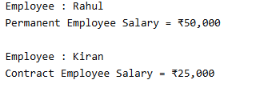 Employee : Rahul
Permanent Employee Salary = ₹50,000
Employee : Kiran
Contract Employee Salary = ₹25,000